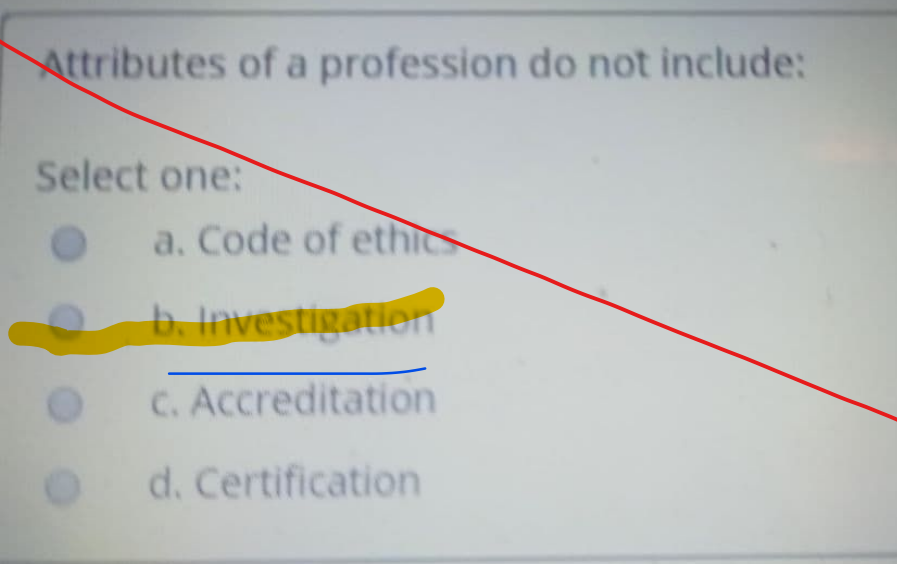 Attributes of a profession do not include:
Select one:
a. Code of ethics
b. Investigation
c. Accreditation
d. Certification